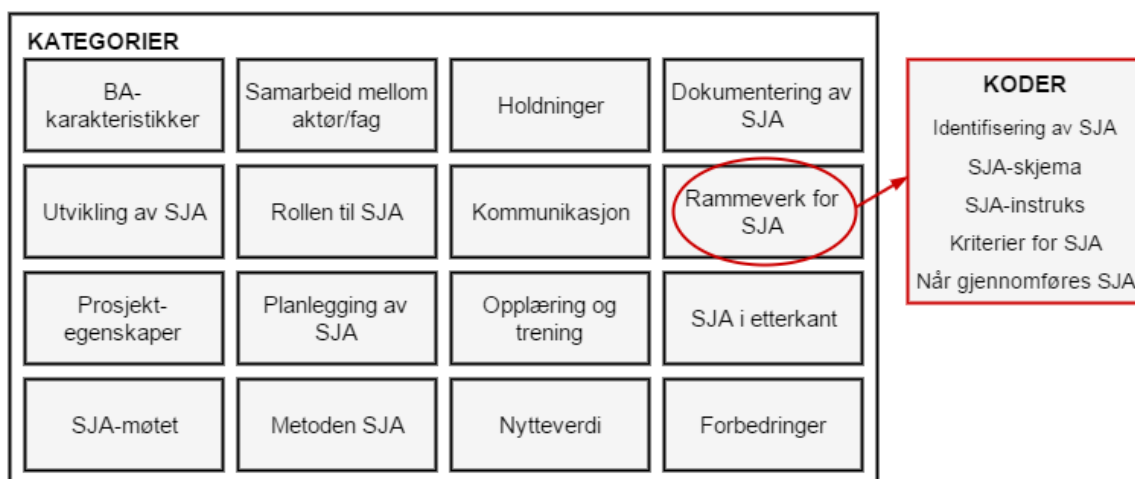 KATEGORIER
BA-
karakteristikker
Samarbeid mellom
aktør/fag
Holdninger
Dokumentering av
SJA
Utvikling av SJA
Rollen til SJA
Kommunikasjon
Rammeverk for
SJA
Prosjekt-
egenskaper
Planlegging av
SJA
Opplæring og
trening
SJA i etterkant
SJA-møtet
Metoden SJA
Nytteverdi
Forbedringer
KODER
Identifisering av SJA
SJA-skjema
SJA-instruks
Kriterier for SJA
Når gjennomføres SJA